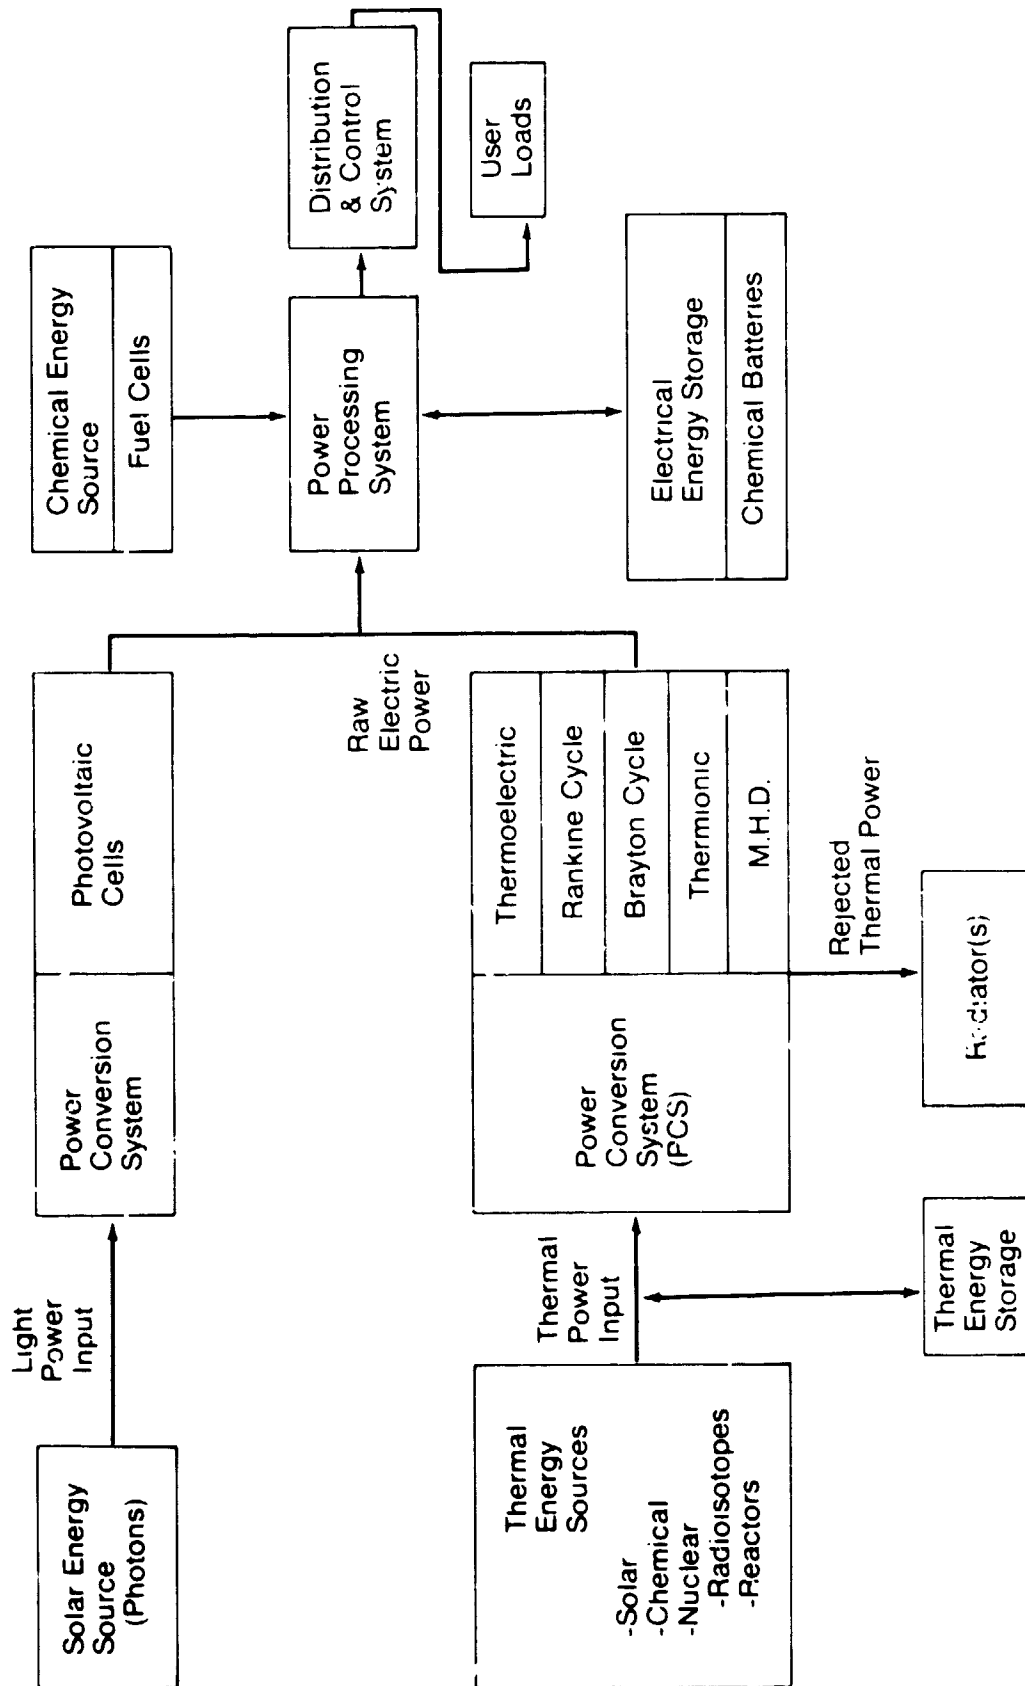 Solar Energy
Source
(Photons)
Light
Power
Input
Power
Conversion
System
Photovoltaic
Cells
Chemical Energy
Source
Fuel Cells
Raw
Electric
Power
Power
Processing
System
Distribution
& Control
System
User
Loads
Electrical
Energy Storage
Chemical Batteries
Thermal
Energy
Sources
-Solar
-Chemical
-Nuclear
-Radioisotopes
-Reactors
Thermal
Power
Input
Power
Conversion
System
(PCS)
Thermoelectric
Rankine Cycle
Brayton Cycle
Thermionic
M.H.D.
Rejected
Thermal Power
Thermal
Energy
Storage
Radiator(s)